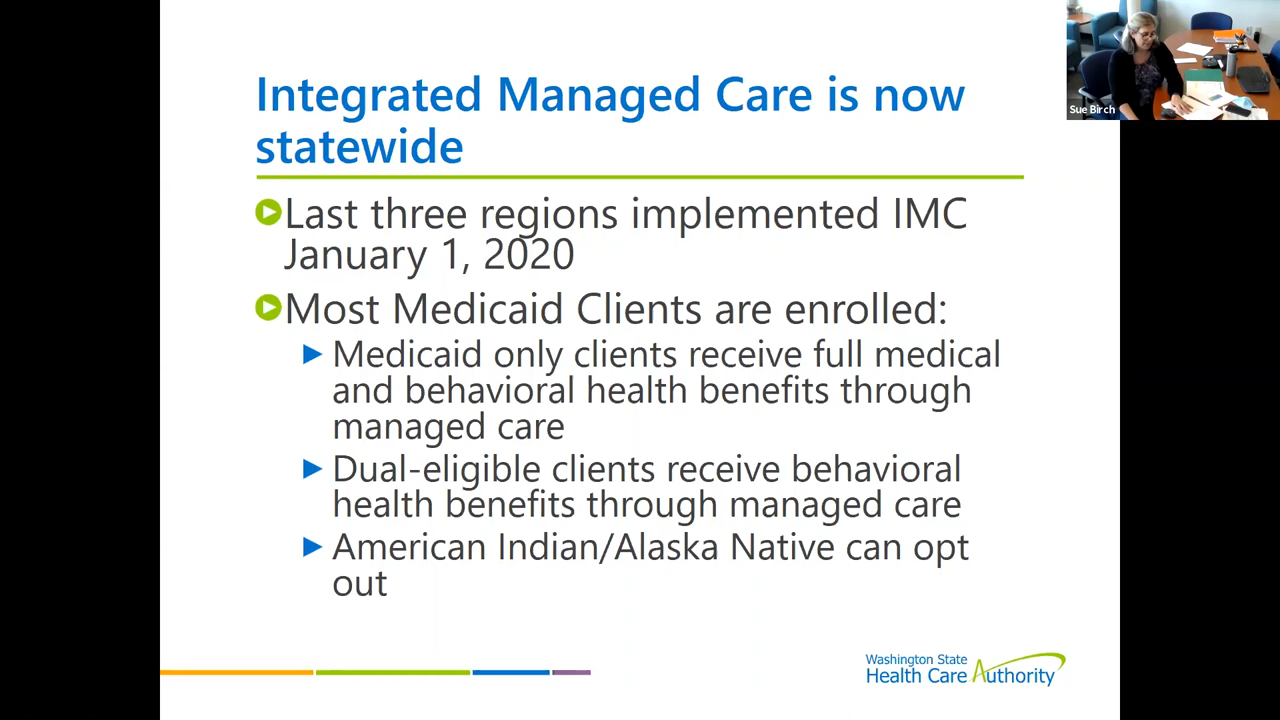 Integrated Managed Care is now
statewide
Last three regions implemented IMC
January 1, 2020
Most Medicaid Clients are enrolled:
Medicaid only clients receive full medical
and behavioral health benefits through
managed care
Dual-eligible clients receive behavioral
health benefits through managed care
American Indian/Alaska Native can opt
out
Washington State
Health Care Authority
Sue Birch